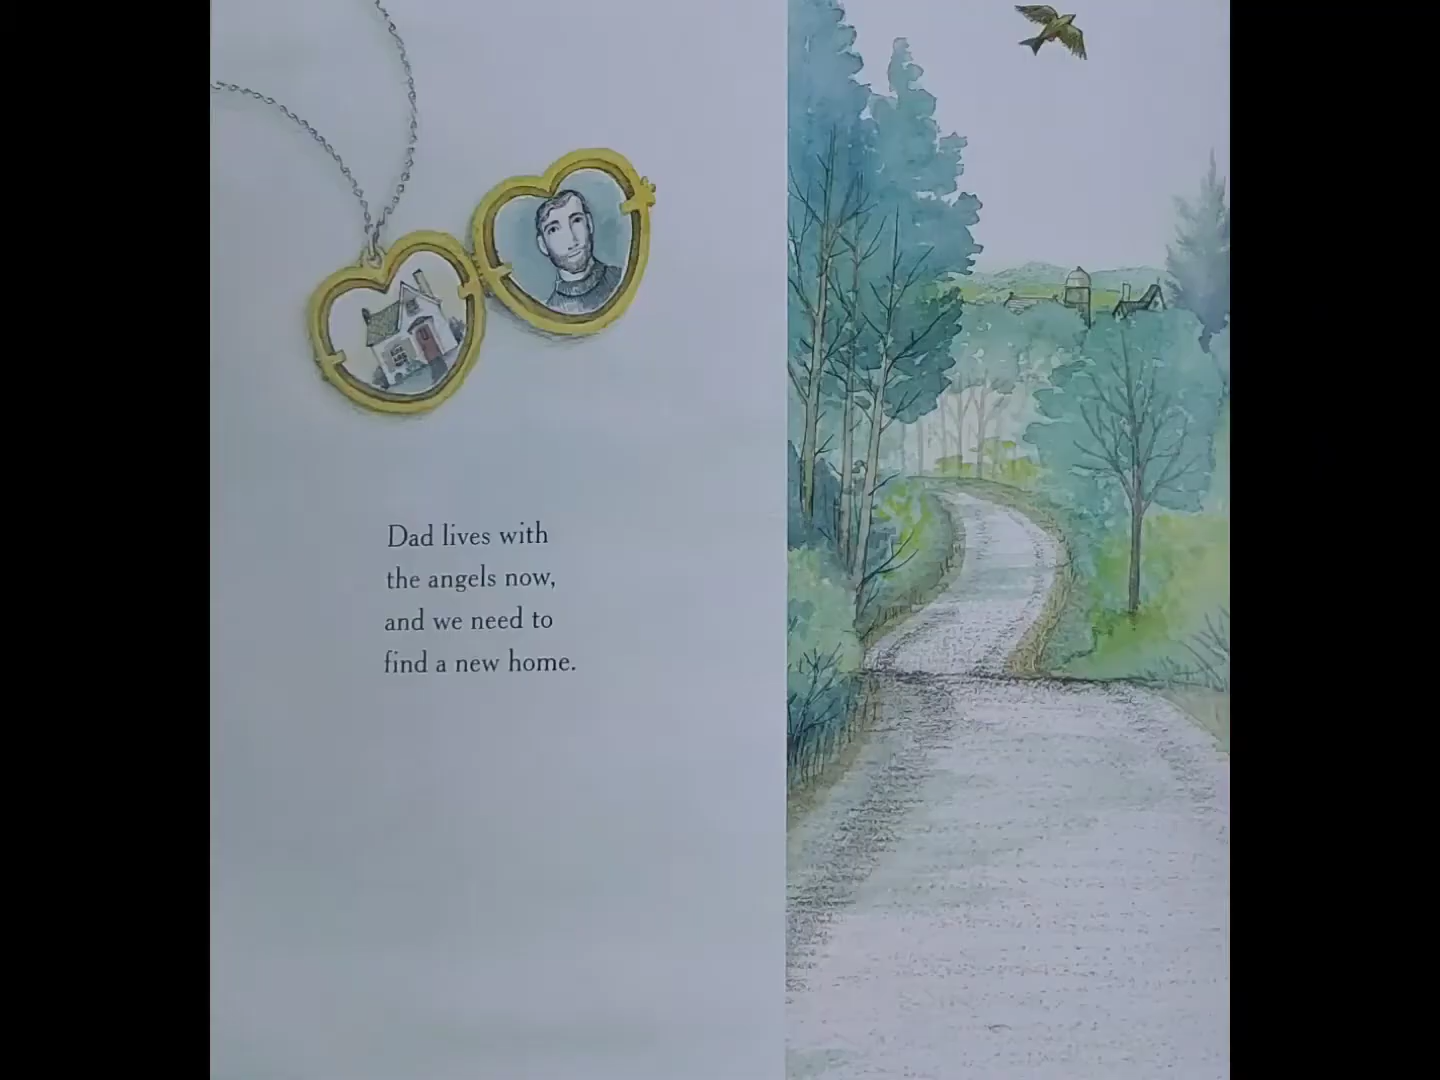 Dad lives with
the angels now,
and we need to
find a new home.